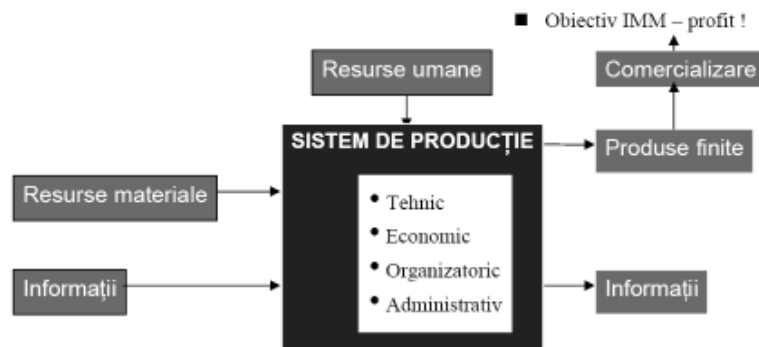 ■ Obiectiv IMM – profit !
Resurse umane
Comercializare
SISTEM DE PRODUCȚIE
Produse finite
Resurse materiale
• Tehnic
• Economic
• Organizatoric
• Administrativ
Informații
Informații